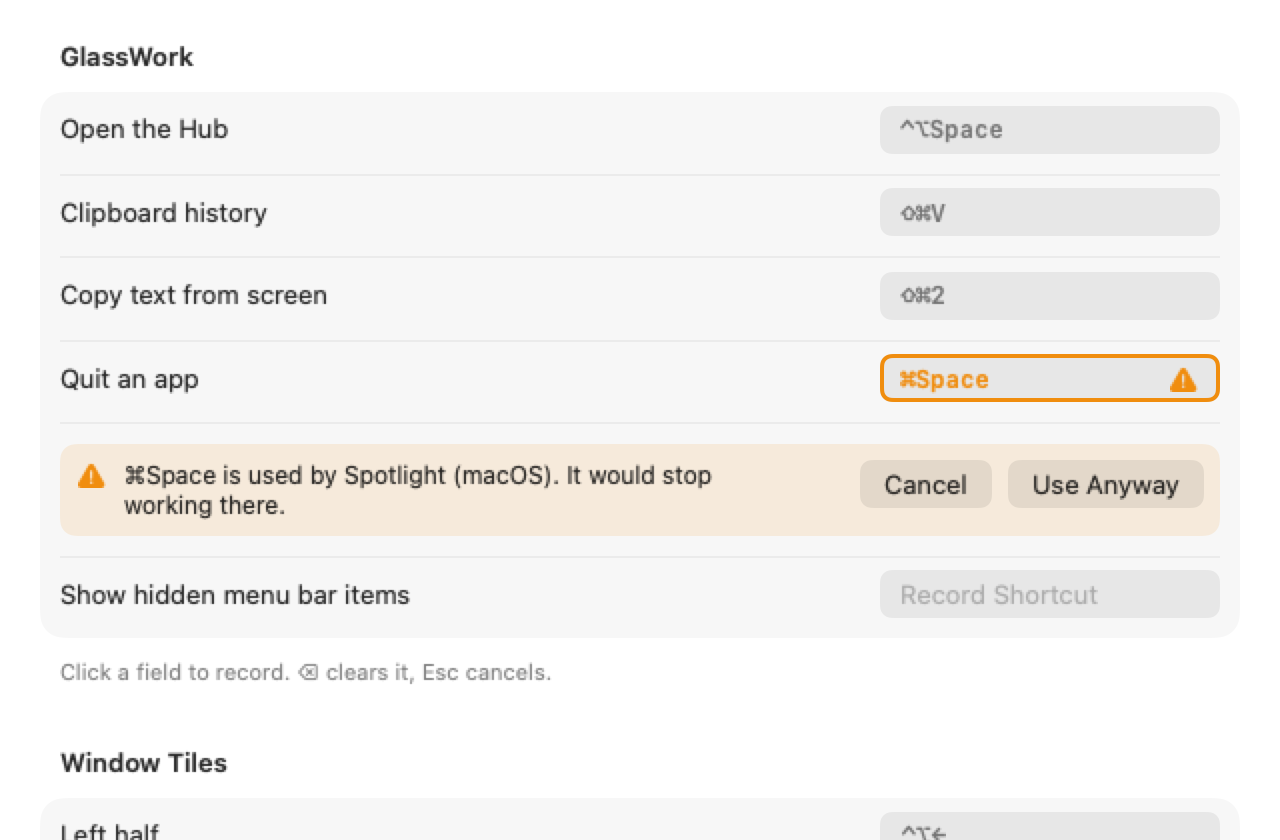 GlassWork
Open the Hub
⌃⌥Space
Clipboard history
⇧⌘V
Copy text from screen
⇧⌘2
Quit an app
⌘Space
⌘Space is used by Spotlight (macOS). It would stop
working there.
Cancel
Use Anyway
Show hidden menu bar items
Record Shortcut
Click a field to record. ⌫ clears it, Esc cancels.
Window Tiles
Left half
⌃⌥←